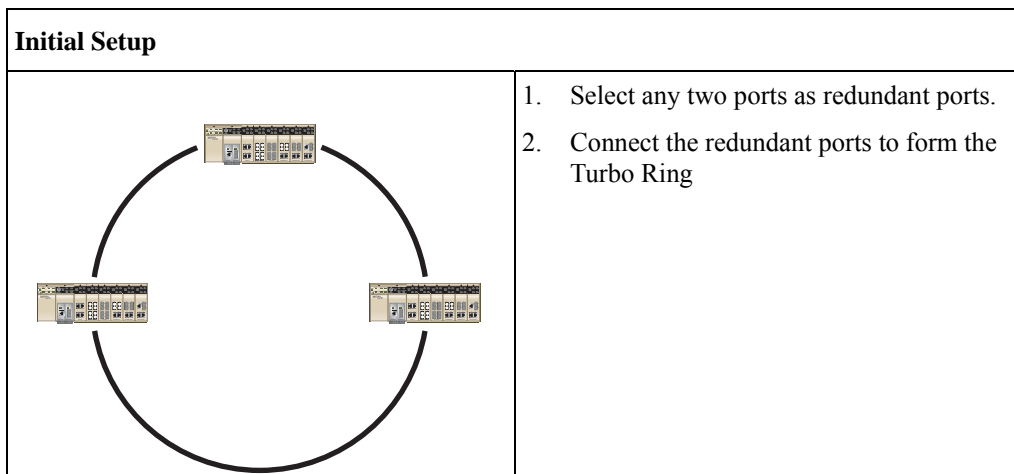 Initial Setup
1. Select any two ports as redundant ports.
2. Connect the redundant ports to form the
Turbo Ring